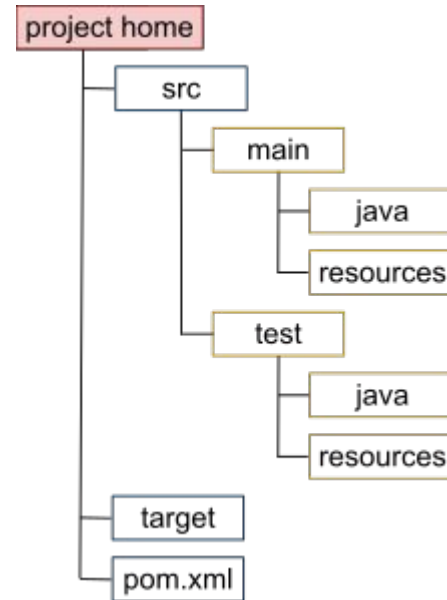 project home
src
main
java
resources
test
java
resources
target
pom.xml